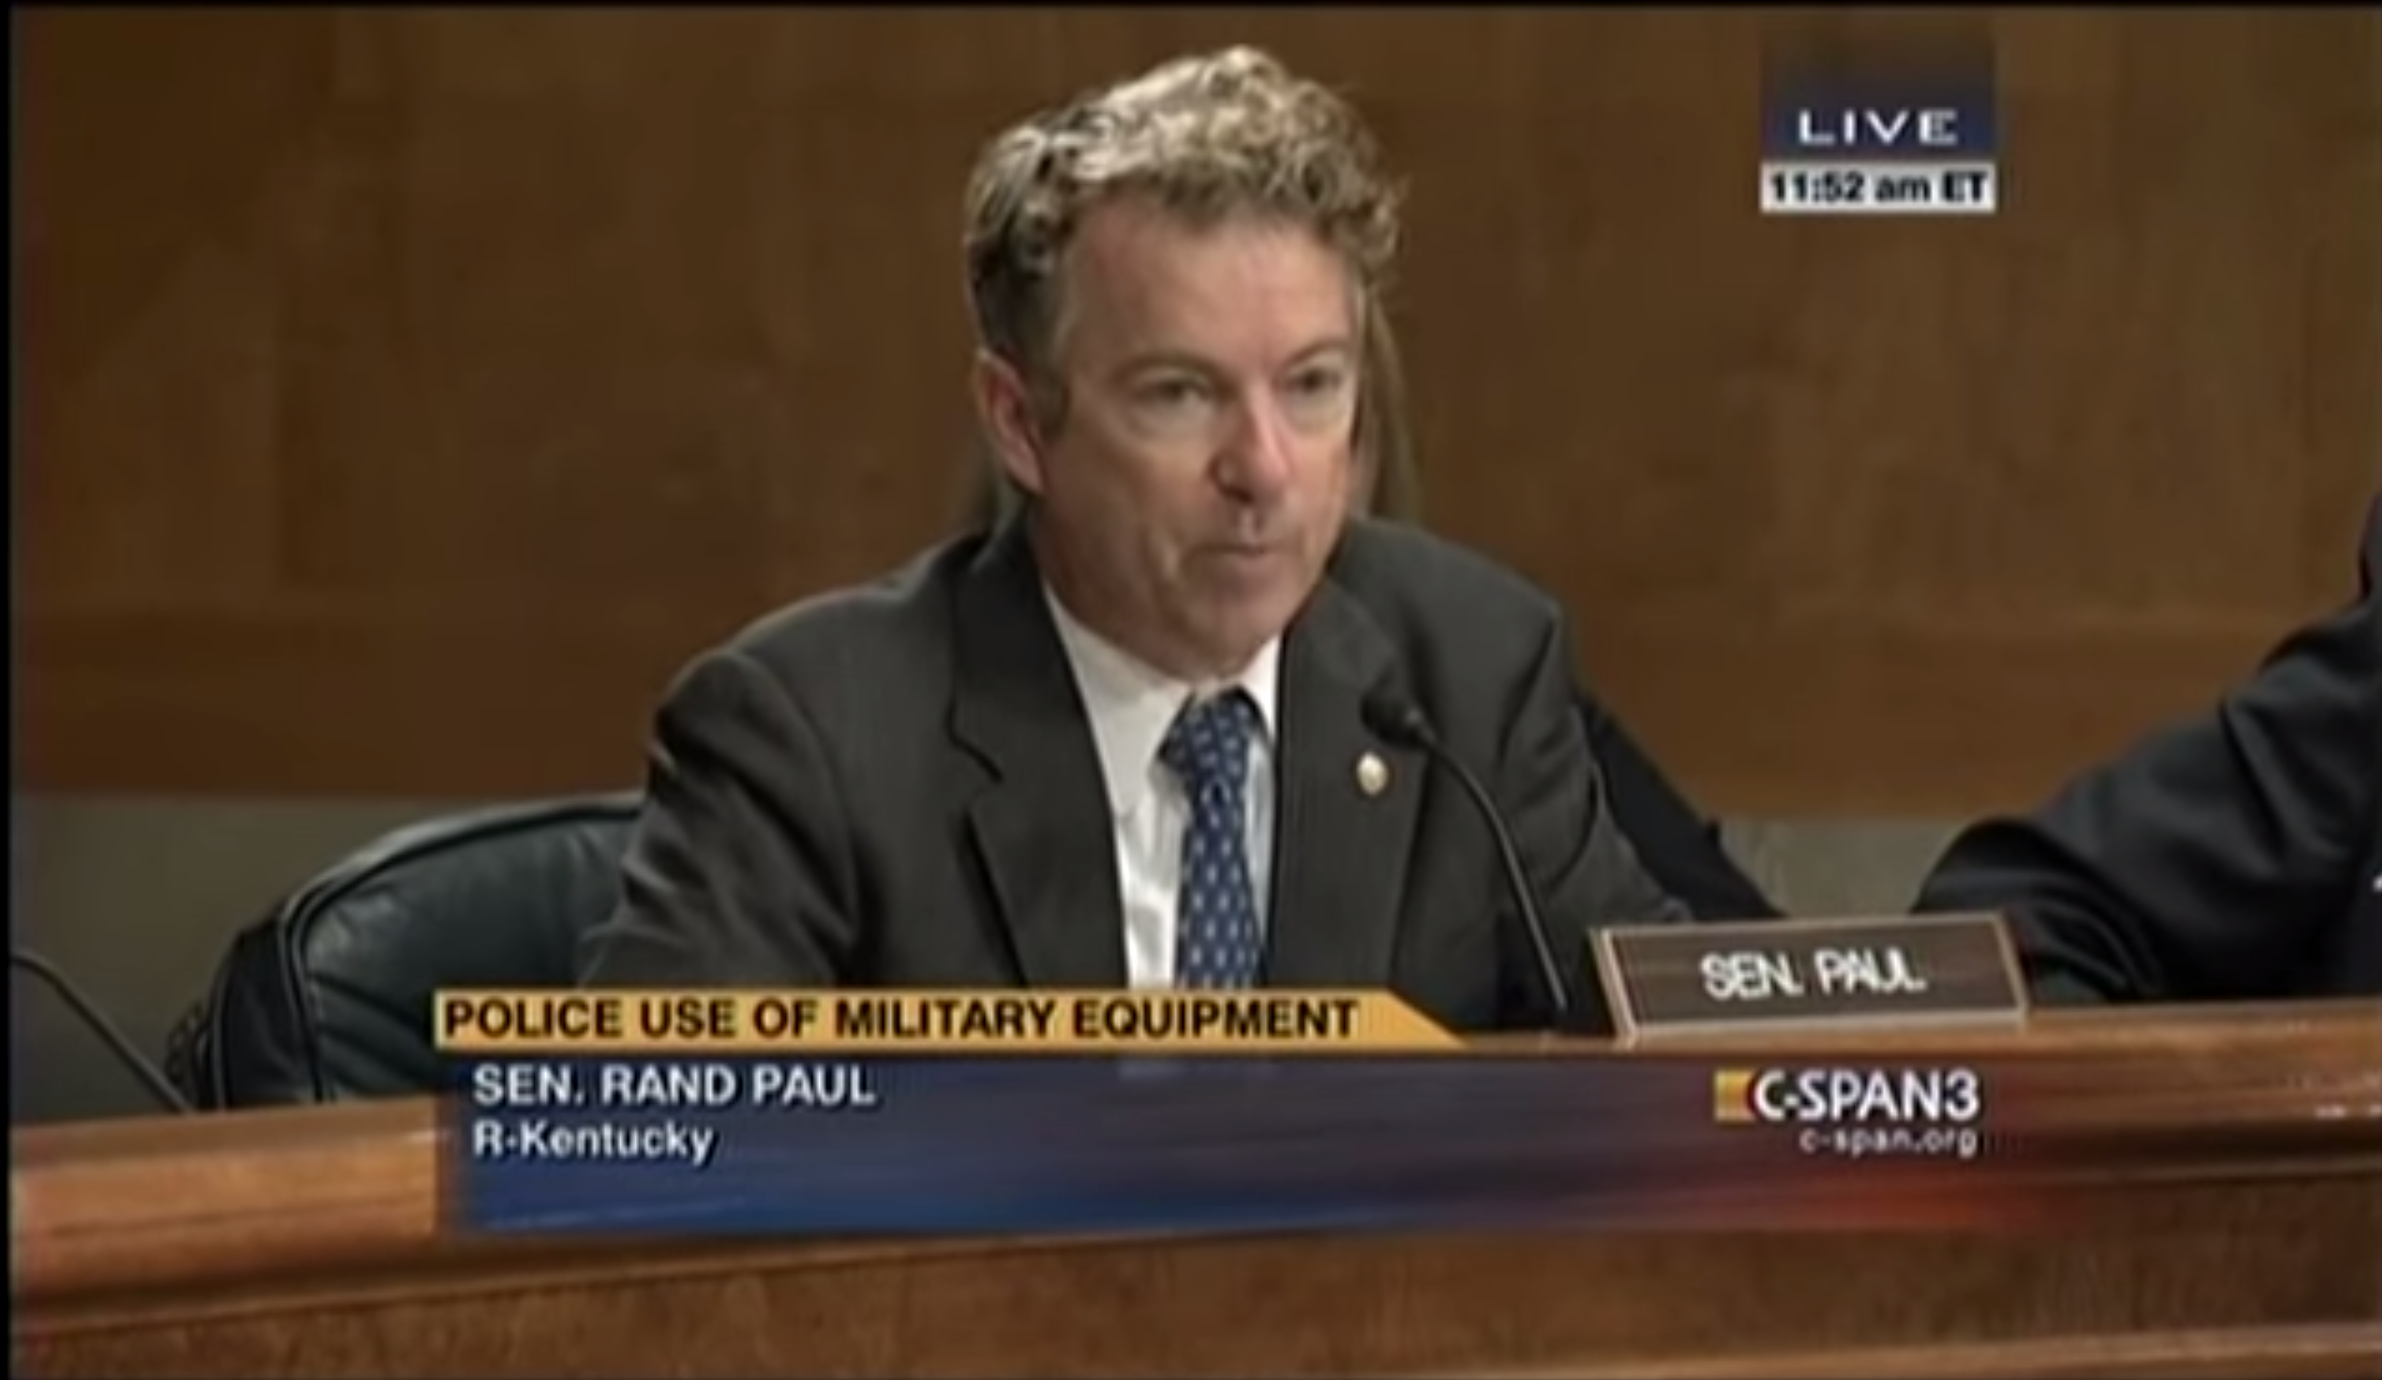 LIVE
11:52 am ET
SEN. PAUL
POLICE USE OF MILITARY EQUIPMENT
SEN. RAND PAUL
R-Kentucky
C-SPAN3
c-span.org